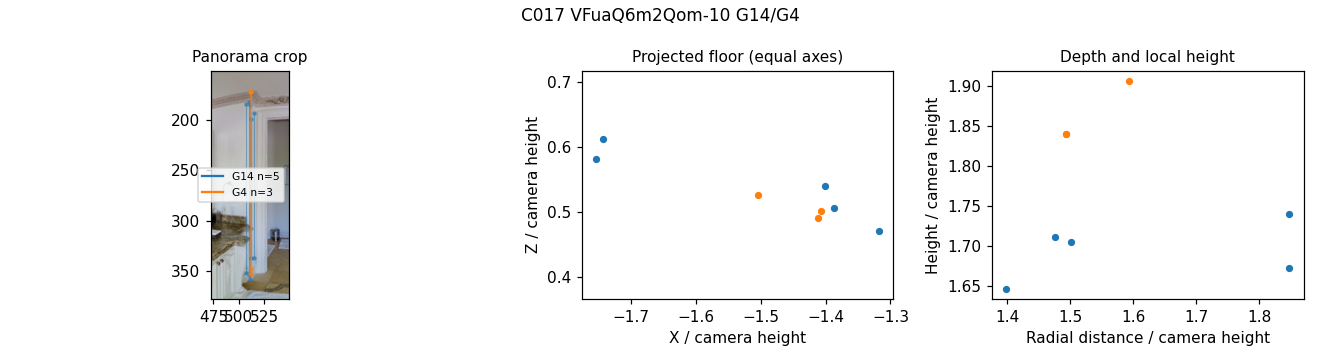 C017 VFuaQ6m2Qom-10 G14/G4
Panorama crop
200
250
300
350
475
500
525
G14 n=5
G4 n=3
Projected floor (equal axes)
0.7
0.6
0.5
0.4
−1.7
−1.6
−1.5
−1.4
−1.3
X / camera height
Z / camera height
Depth and local height
1.90
1.85
1.80
1.75
1.70
1.65
1.4
1.5
1.6
1.7
1.8
Radial distance / camera height
Height / camera height